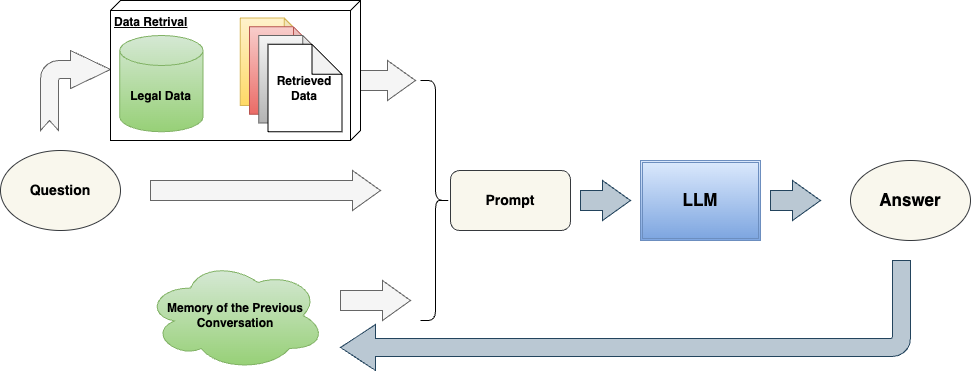 Data Retrival
Legal Data
Retrieved
Data
Question
Prompt
LLM
Answer
Memory of the Previous
Conversation